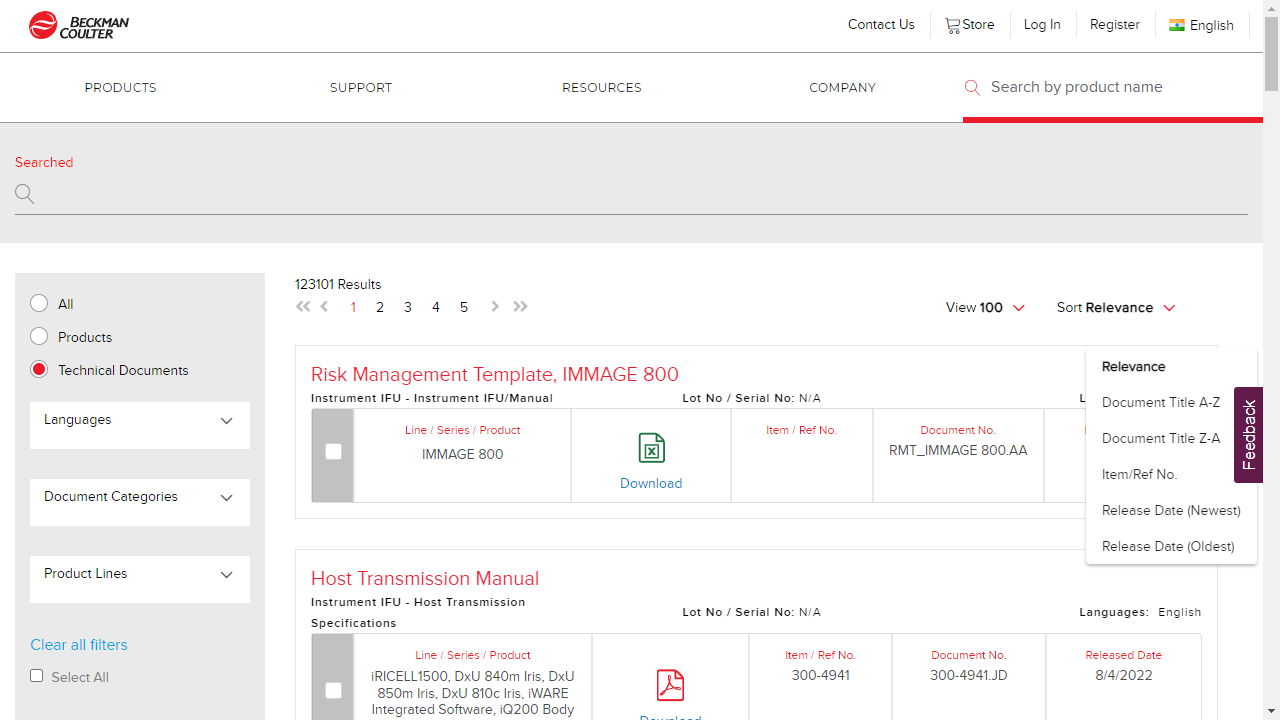 BECKMAN
COULTER
Contact Us
Store
Log In
Register
English
PRODUCTS
SUPPORT
RESOURCES
COMPANY
Search by product name
Searched
All
Products
Technical Documents
Languages
Document Categories
Product Lines
Clear all filters
Select All
123101 Results
1 2 3 4 5
View 100
Sort Relevance
Relevance
Document Title A-Z
Document Title Z-A
Item/Ref No.
Release Date (Newest)
Release Date (Oldest)
Feedback
Risk Management Template, IMMAGE 800
Instrument IFU - Instrument IFU/Manual
Lot No / Serial No: N/A
Line / Series / Product
IMMAGE 800
Download
Item / Ref No.
Document No.
RMT_IMMAGE 800.AA
Host Transmission Manual
Instrument IFU - Host Transmission
Specifications
Lot No / Serial No: N/A
Languages: English
Line / Series / Product
iRICELL1500, DxU 840m Iris, DxU
850m Iris, DxU 810c Iris, iWARE
Integrated Software, iQ200 Body
Download
Item / Ref No.
300-4941
Document No.
300-4941.JD
Released Date
8/4/2022